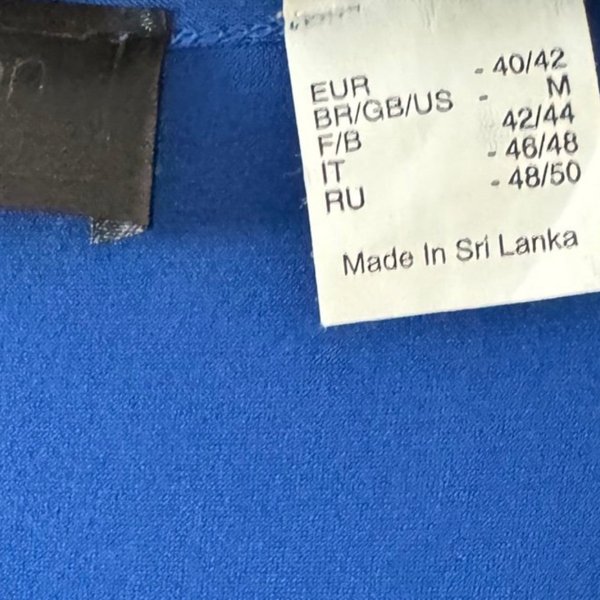 EUR - 40/42
BR/GB/US - M
F/B 42/44
IT - 46/48
RU - 48/50
Made In Sri Lanka